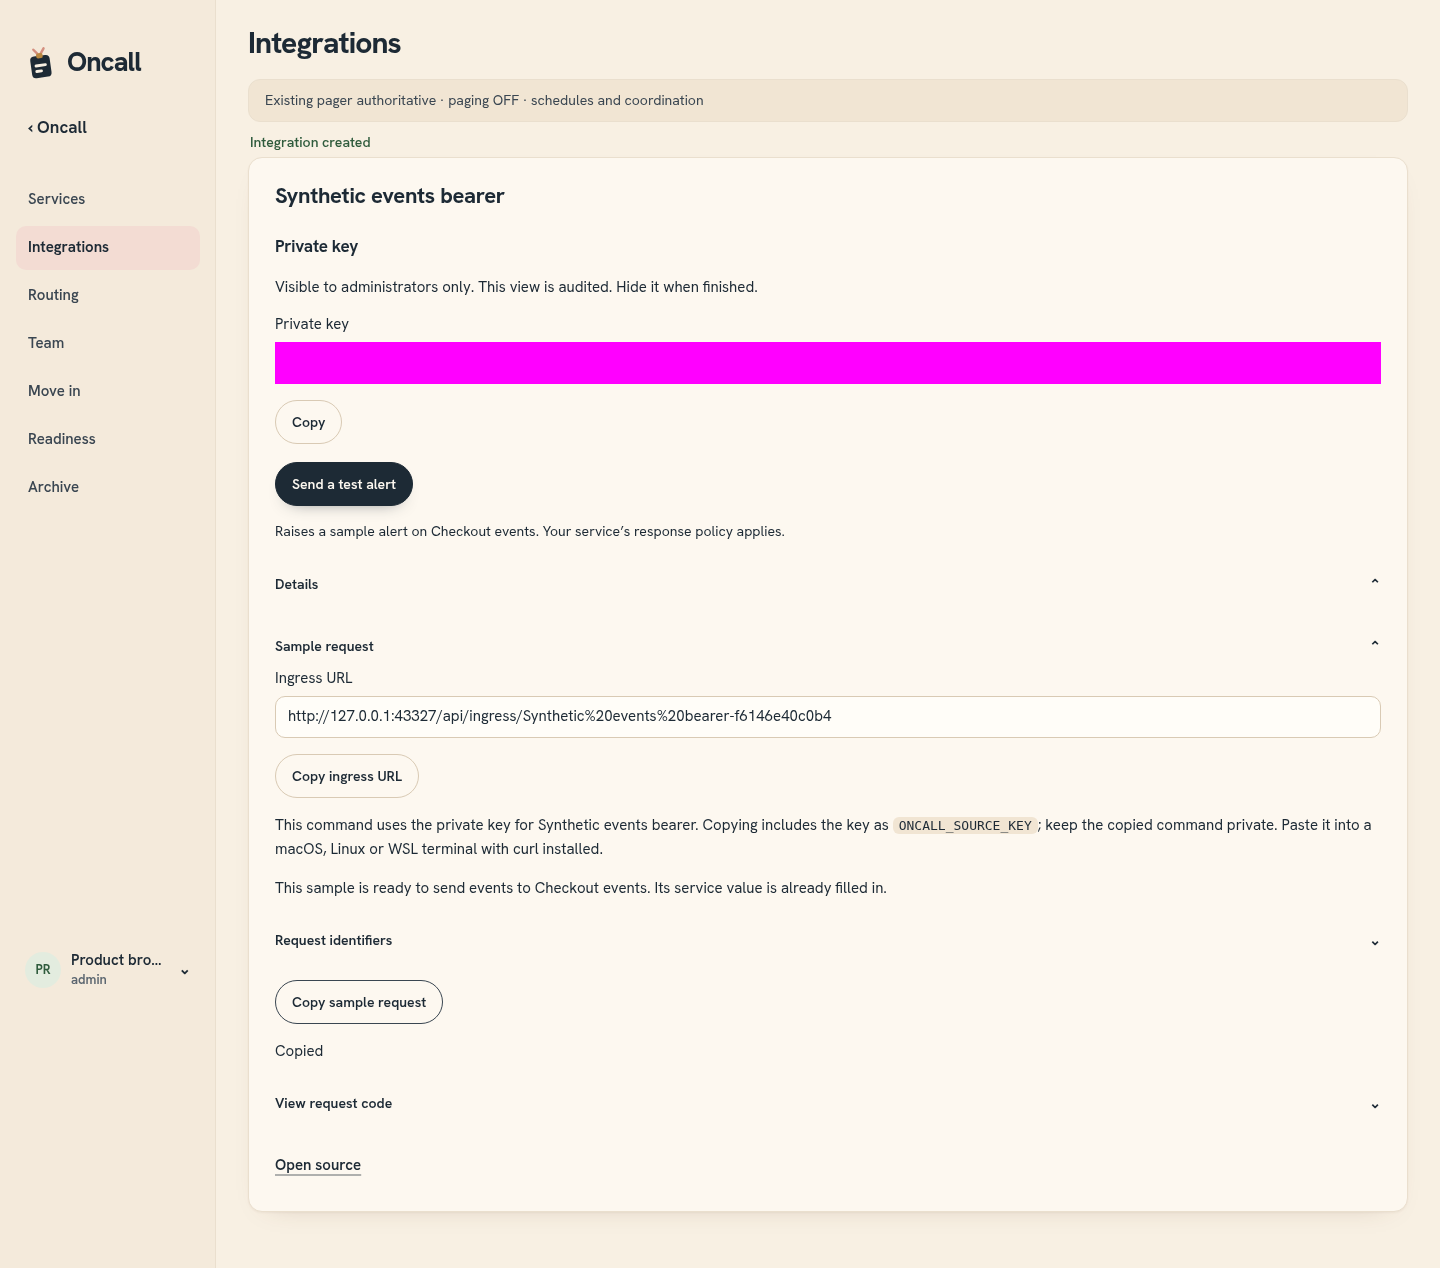 Oncall
‹ Oncall
Services
Integrations
Routing
Team
Move in
Readiness
Archive
PR
Product bro…
admin
Integrations
Existing pager authoritative · paging OFF · schedules and coordination
Integration created
Synthetic events bearer
Private key
Visible to administrators only. This view is audited. Hide it when finished.
Private key
Copy
Send a test alert
Raises a sample alert on Checkout events. Your service’s response policy applies.
Details
Sample request
Ingress URL
http://127.0.0.1:43327/api/ingress/Synthetic%20events%20bearer-f6146e40c0b4
Copy ingress URL
This command uses the private key for Synthetic events bearer. Copying includes the key as ONCALL_SOURCE_KEY; keep the copied command private. Paste it into a
macOS, Linux or WSL terminal with curl installed.
This sample is ready to send events to Checkout events. Its service value is already filled in.
Request identifiers
Copy sample request
Copied
View request code
Open source